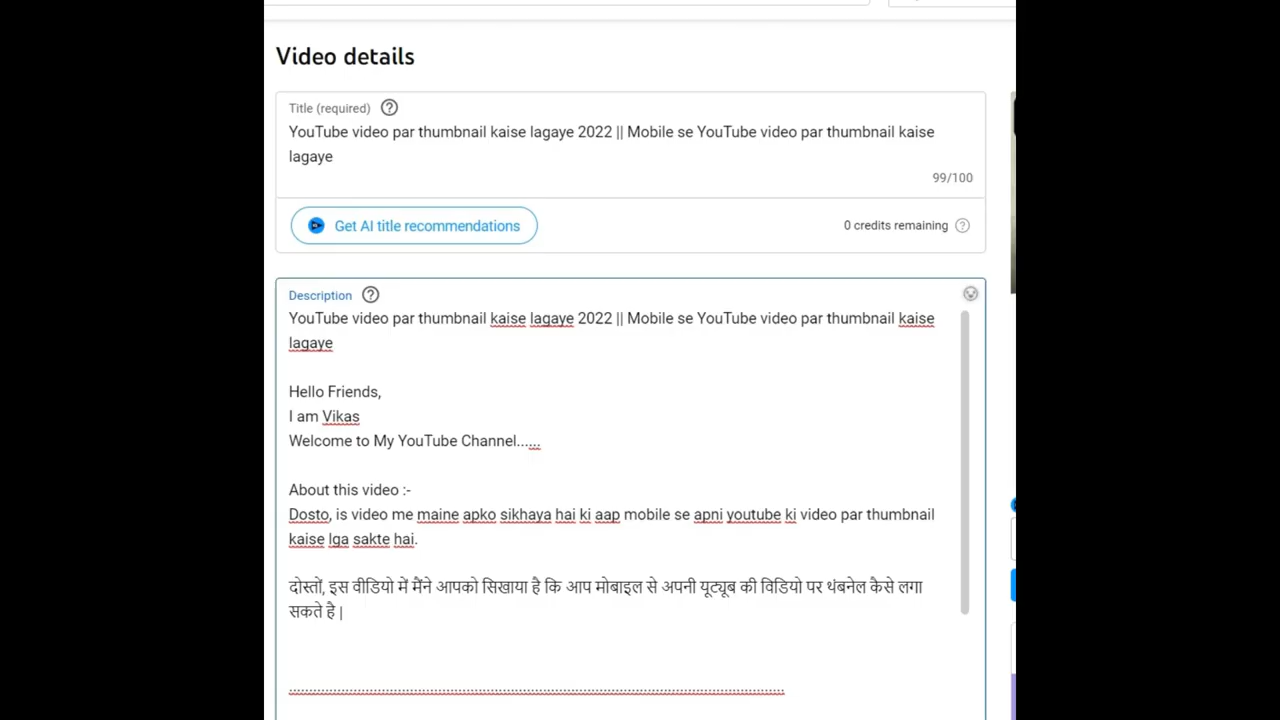 Video details
Title (required)
YouTube video par thumbnail kaise lagaye 2022 || Mobile se YouTube video par thumbnail kaise
lagaye
99/100
Get AI title recommendations
0 credits remaining
Description
YouTube video par thumbnail kaise lagaye 2022 || Mobile se YouTube video par thumbnail kaise
lagaye
Hello Friends,
I am Vikas
Welcome to My YouTube Channel......
About this video :-
Dosto, is video me maine apko sikhaya hai ki aap mobile se apni youtube ki video par thumbnail
kaise lga sakte hai.
दोस्तों, इस वीडियो में मैंने आपको सिखाया है कि आप मोबाइल से अपनी यूट्यूब की विडियो पर थंबनेल कैसे लगा
सकते है |